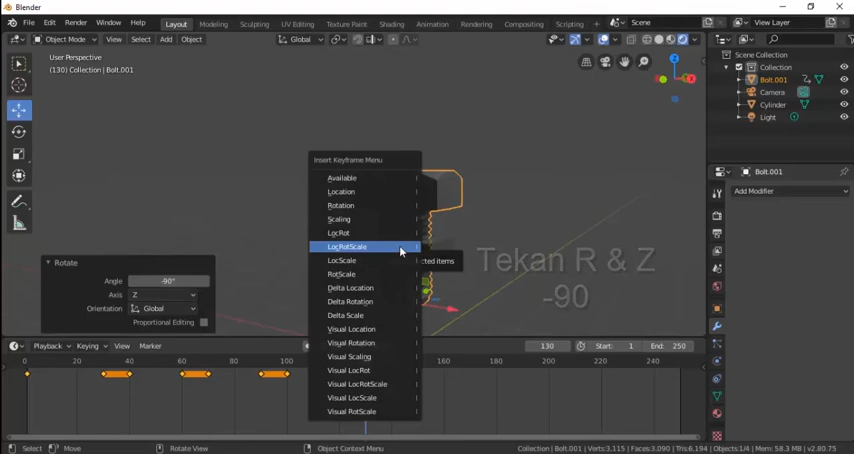 Blender
File Edit Render Window Help
Layout Modeling Sculpting UV Editing Texture Paint Shading Animation Rendering Compositing Scripting
Scene
View Layer
Object Mode View Select Add Object
Global
User Perspective
(130) Collection | Bolt.001
Scene Collection
Collection
Bolt.001
Camera
Cylinder
Light
Insert Keyframe Menu
Available
Location
Rotation
Scaling
LocRot
LocRotScale
LocScale
RotScale
Delta Location
Delta Rotation
Delta Scale
Visual Location
Visual Rotation
Visual Scaling
Visual LocRot
Visual LocRotScale
Visual LocScale
Visual RotScale
cted items
Tekan R & Z
-90
Rotate
Angle -90°
Axis Z
Orientation Global
Proportional Editing
Bolt.001
Add Modifier
Playback Keying View Marker
130 Start: 1 End: 250
0 20 40 60 80 100 160 180 200 220 240
Select Move Rotate View Object Context Menu
Collection | Bolt.001 | Verts:3,115 | Faces:3,090 | Tris:6,194 | Objects:1/4 | Mem: 58.3 MB | v2.80.75